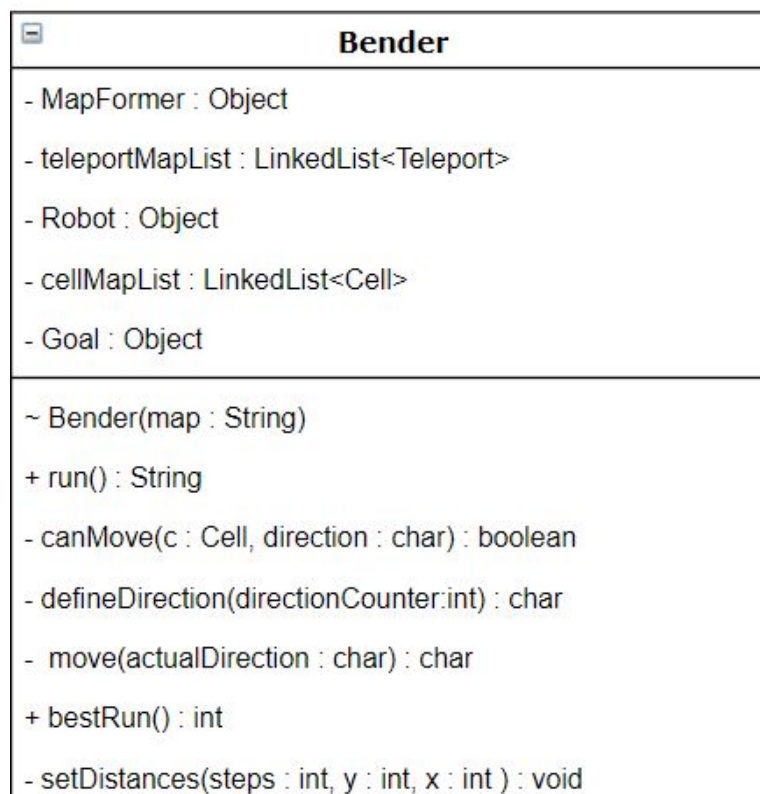 Bender
- MapFormer : Object
- teleportMapList : LinkedList<Teleport>
- Robot : Object
- cellMapList : LinkedList<Cell>
- Goal : Object
~ Bender(map : String)
+ run() : String
- canMove(c : Cell, direction : char) : boolean
- defineDirection(directionCounter:int) : char
- move(actualDirection : char) : char
+ bestRun() : int
- setDistances(steps : int, y : int, x : int ) : void